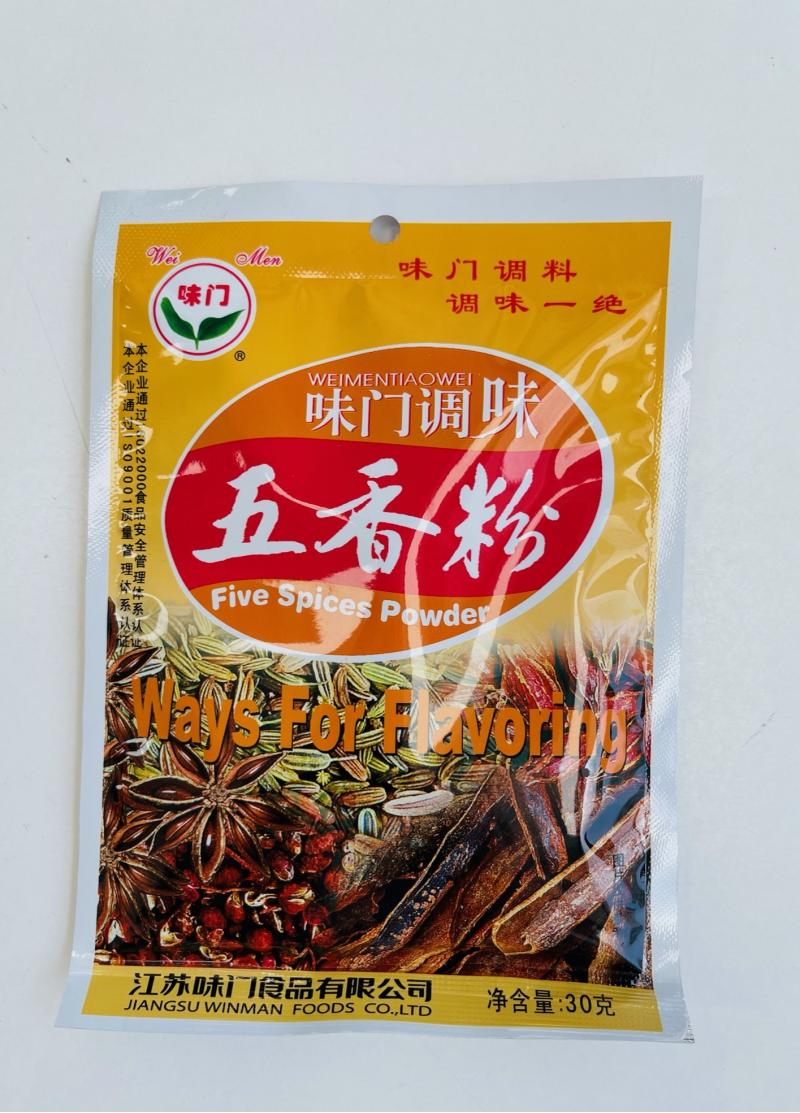 Wei Men
味门
®
味门调料
调味一绝
本企业通过ISO22000食品安全管理体系认证
本企业通过ISO9001质量管理体系认证
WEIMENTIAOWEI
味门调味
五香粉
Five Spices Powder
Ways For Flavoring
江苏味门食品有限公司
JIANGSU WINMAN FOODS CO.,LTD
净含量:30克